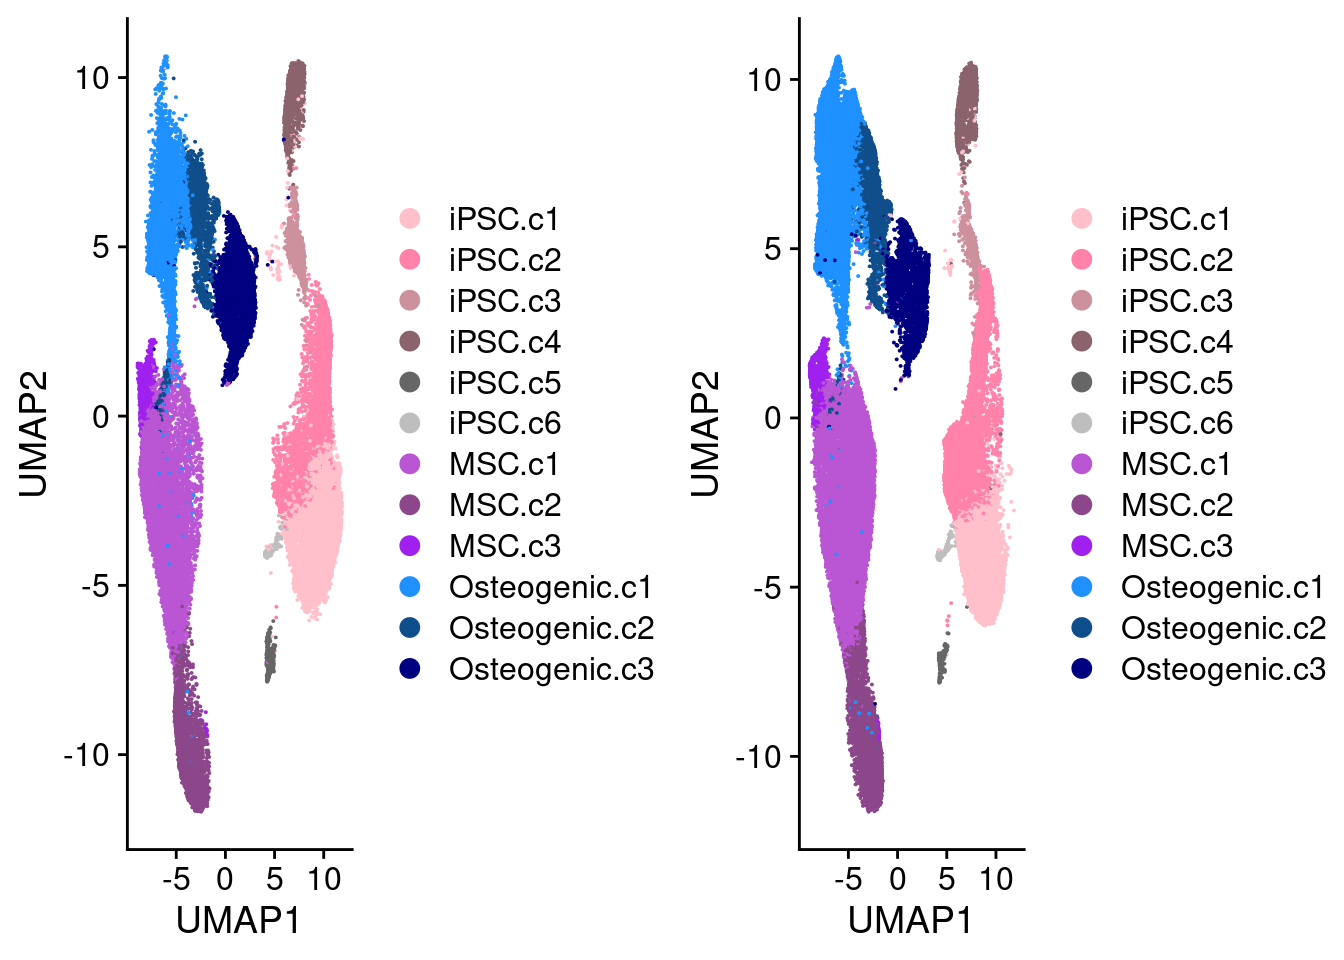 UMAP2
10
5
0
-5
-10
-5 0 5 10
UMAP1
iPSC.c1
iPSC.c2
iPSC.c3
iPSC.c4
iPSC.c5
iPSC.c6
MSC.c1
MSC.c2
MSC.c3
Osteogenic.c1
Osteogenic.c2
Osteogenic.c3
UMAP2
10
5
0
-5
-10
-5 0 5 10
UMAP1
iPSC.c1
iPSC.c2
iPSC.c3
iPSC.c4
iPSC.c5
iPSC.c6
MSC.c1
MSC.c2
MSC.c3
Osteogenic.c1
Osteogenic.c2
Osteogenic.c3